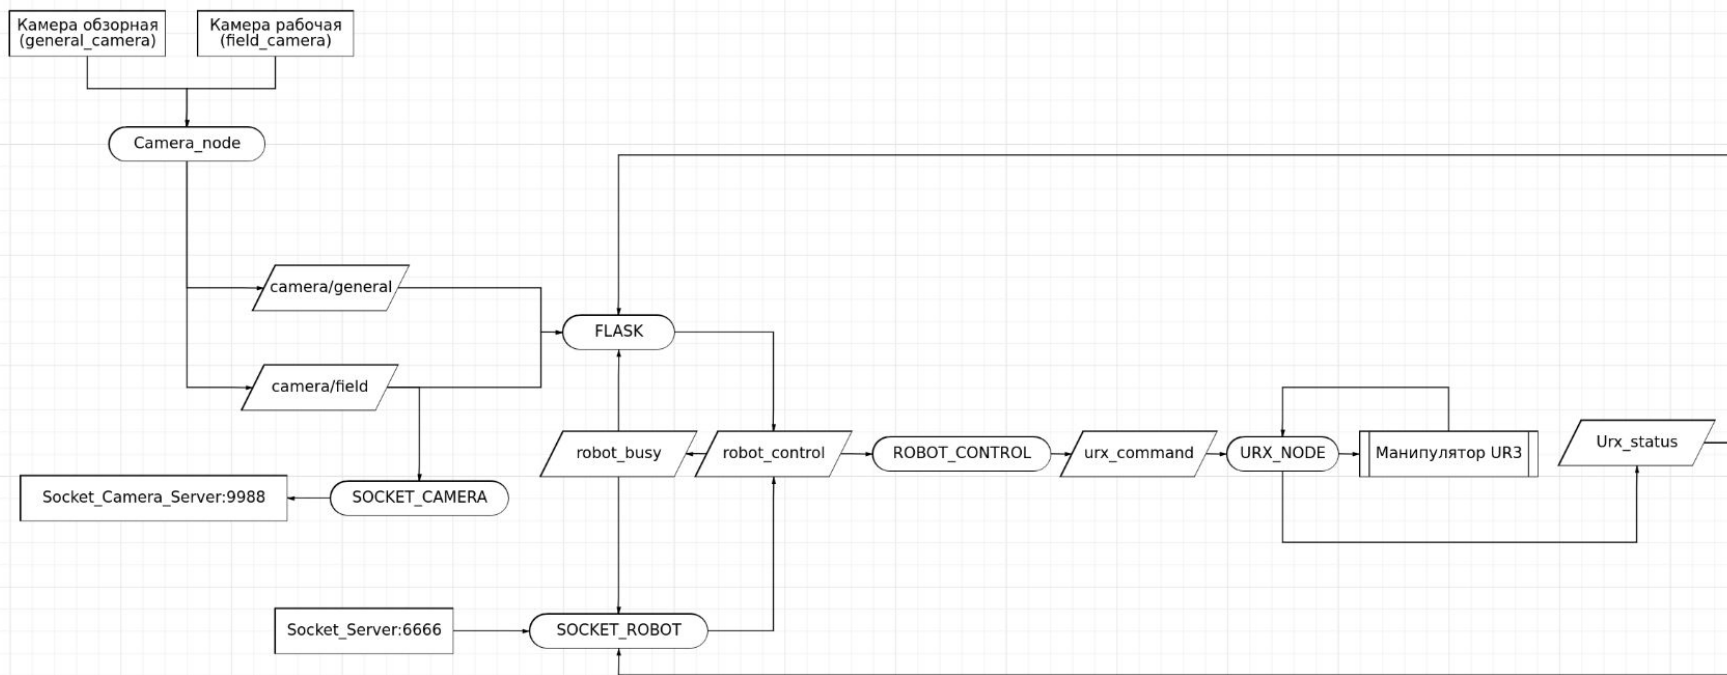 Камера обзорная
(general_camera)
Камера рабочая
(field_camera)
Camera_node
camera/general
FLASK
camera/field
robot_busy
robot_control
ROBOT_CONTROL
urx_command
URX_NODE
Манипулятор UR3
Urx_status
Socket_Camera_Server:9988
SOCKET_CAMERA
Socket_Server:6666
SOCKET_ROBOT